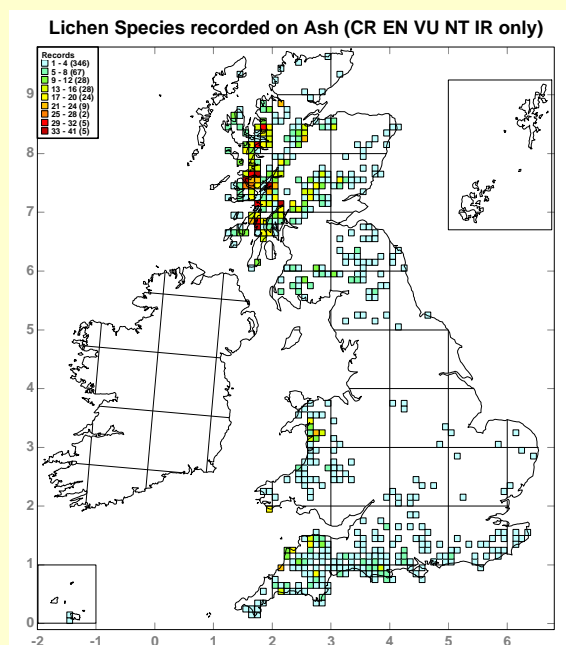 Lichen Species recorded on Ash (CR EN VU NT IR only)
Records
1 - 4 (346)
5 - 8 (67)
9 - 12 (28)
13 - 16 (28)
17 - 20 (24)
21 - 24 (9)
25 - 28 (2)
29 - 32 (5)
33 - 41 (5)
9
8
7
6
5
4
3
2
1
0
-2 -1 0 1 2 3 4 5 6